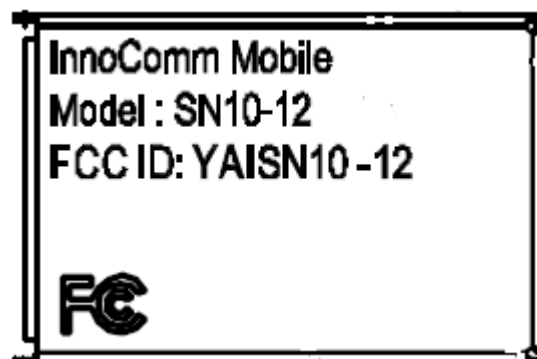 InnoComm Mobile
Model : SN10-12
FCC ID: YAISN10-12
FC